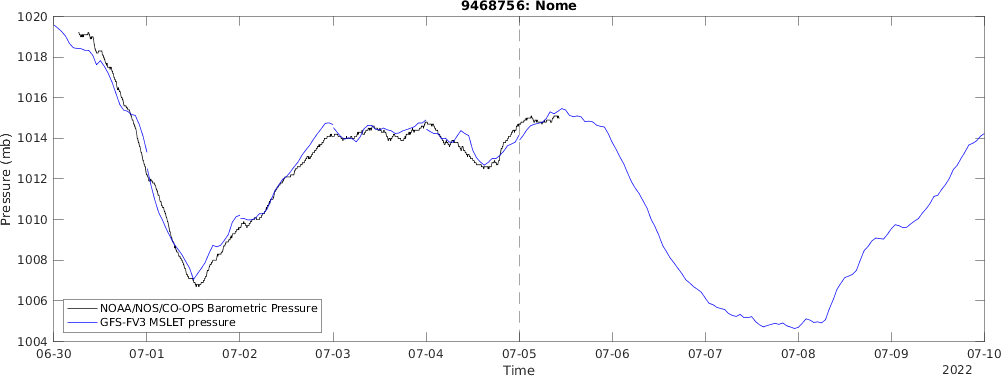 9468756: Nome
1020
1018
1016
1014
1012
1010
1008
1006
1004
Pressure (mb)
NOAA/NOS/CO-OPS Barometric Pressure
GFS-FV3 MSLET pressure
06-30 07-01 07-02 07-03 07-04 07-05 07-06 07-07 07-08 07-09 07-10
Time
2022